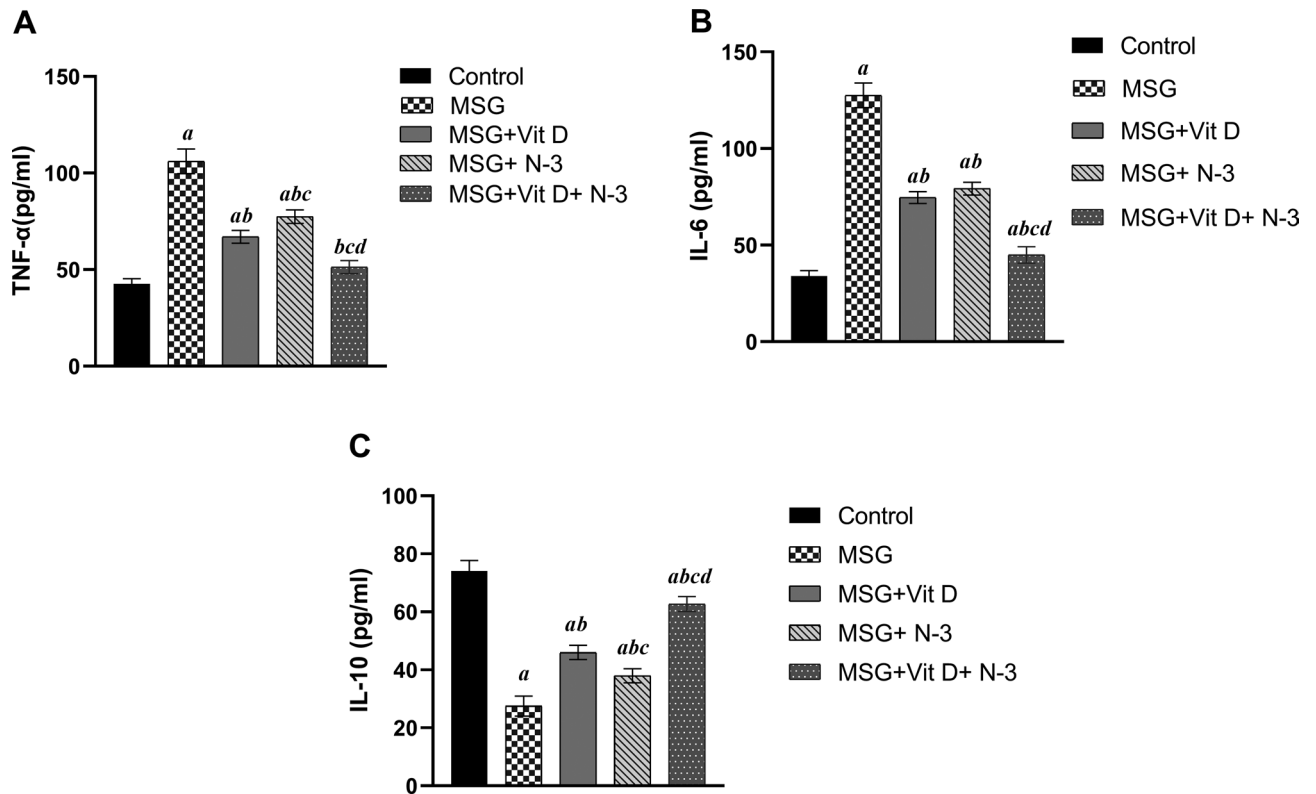 A
TNF-α(pg/ml)
150
100
50
0
a
ab
abc
bcd
Control
MSG
MSG+Vit D
MSG+ N-3
MSG+Vit D+ N-3
B
IL-6 (pg/ml)
150
100
50
0
a
ab
ab
abcd
Control
MSG
MSG+Vit D
MSG+ N-3
MSG+Vit D+ N-3
C
IL-10 (pg/ml)
100
80
60
40
20
0
a
ab
abc
abcd
Control
MSG
MSG+Vit D
MSG+ N-3
MSG+Vit D+ N-3